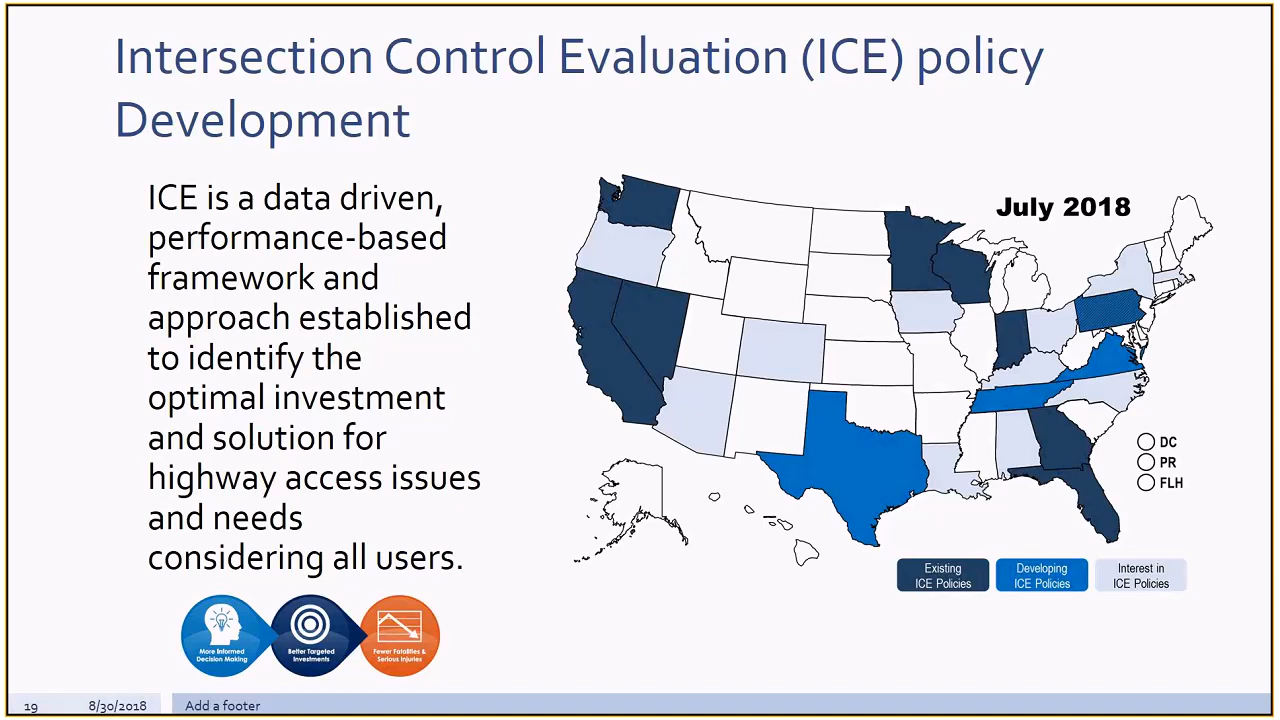 Intersection Control Evaluation (ICE) policy
Development
ICE is a data driven,
performance-based
framework and
approach established
to identify the
optimal investment
and solution for
highway access issues
and needs
considering all users.
July 2018
DC
PR
FLH
Existing
ICE Policies
Developing
ICE Policies
Interest in
ICE Policies
More Informed
Decision Making
Better Targeted
Investments
Fewer Fatalities &
Serious Injuries
19
8/30/2018
Add a footer